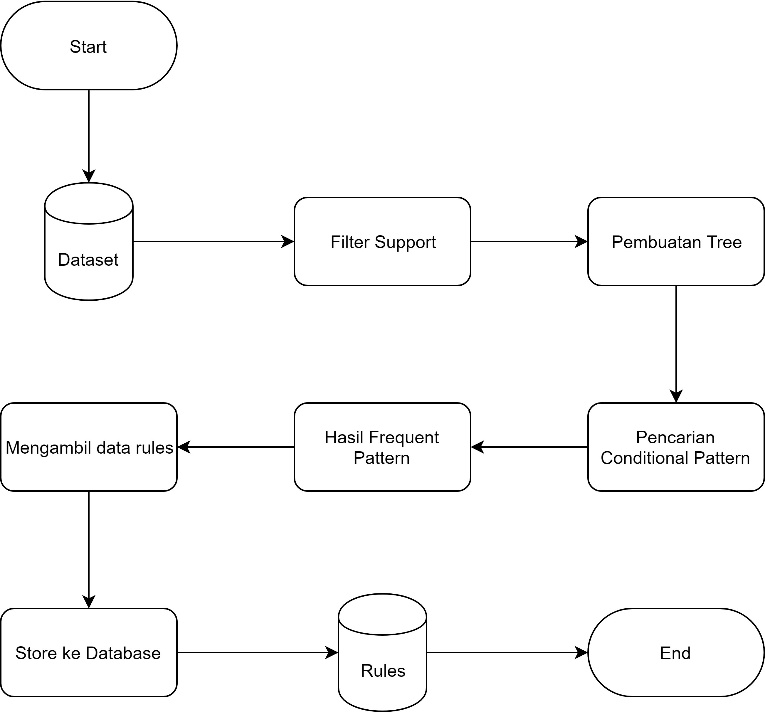 Start
Dataset
Filter Support
Pembuatan Tree
Mengambil data rules
Hasil Frequent
Pattern
Pencarian
Conditional Pattern
Store ke Database
Rules
End